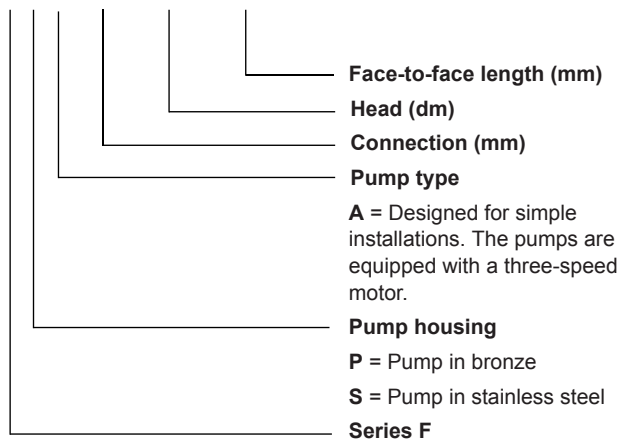 Face-to-face length (mm)
Head (dm)
Connection (mm)
Pump type
A = Designed for simple
installations. The pumps are
equipped with a three-speed
motor.
Pump housing
P = Pump in bronze
S = Pump in stainless steel
Series F